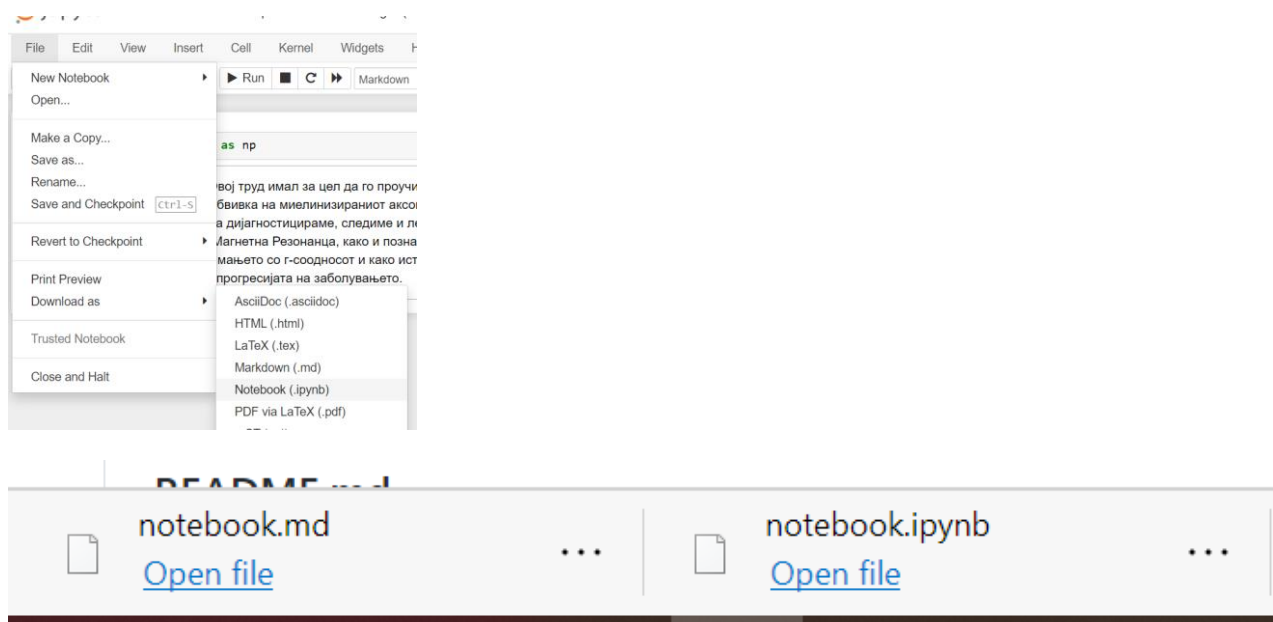 File Edit View Insert Cell Kernel Widgets
New Notebook Run Markdown
Open...
Make a Copy...
as np
Save as...
Rename...
вој труд имал за цел да го проучи
Save and Checkpoint Ctrl-S
бвивка на миелинизираниот аксо
а дијагностицираме, следиме и ле
Revert to Checkpoint
Магнетна Резонанца, како и позна
мањето со г-соодносот и како ист
Print Preview
прогресијата на заболувањето.
Download as
AsciiDoc (.asciidoc)
HTML (.html)
Trusted Notebook
LaTeX (.tex)
Markdown (.md)
Close and Halt
Notebook (.ipynb)
PDF via LaTeX (.pdf)
README.md
notebook.md
Open file
notebook.ipynb
Open file